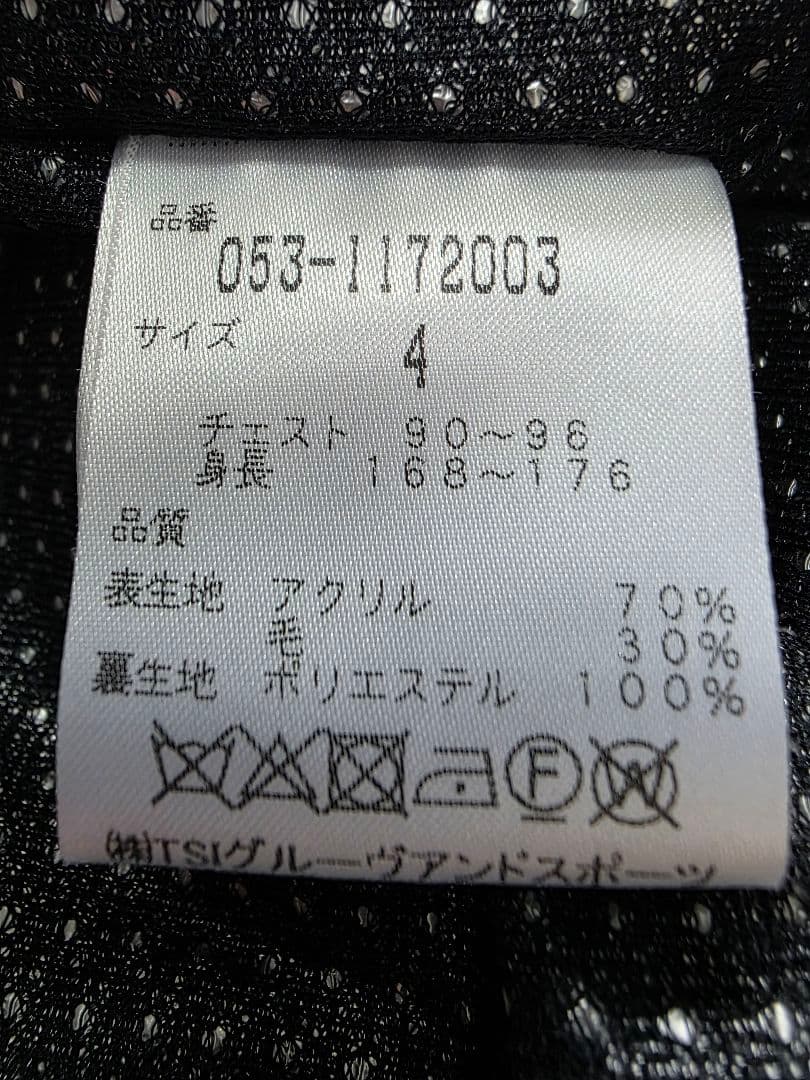 品番
053-1172003
サイズ 4
チェスト 90〜96
身長 168〜176
品質
表生地 アクリル 70%
毛 30%
裏生地 ポリエステル 100%
F W
(株)TSIグルーヴアンドスポーツ